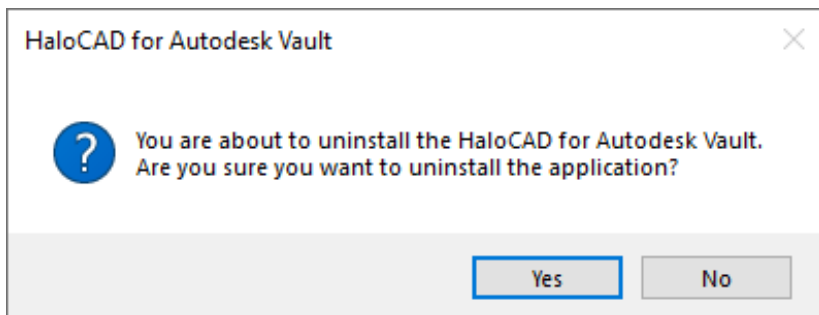 HaloCAD for Autodesk Vault
You are about to uninstall the HaloCAD for Autodesk Vault.
Are you sure you want to uninstall the application?
Yes No